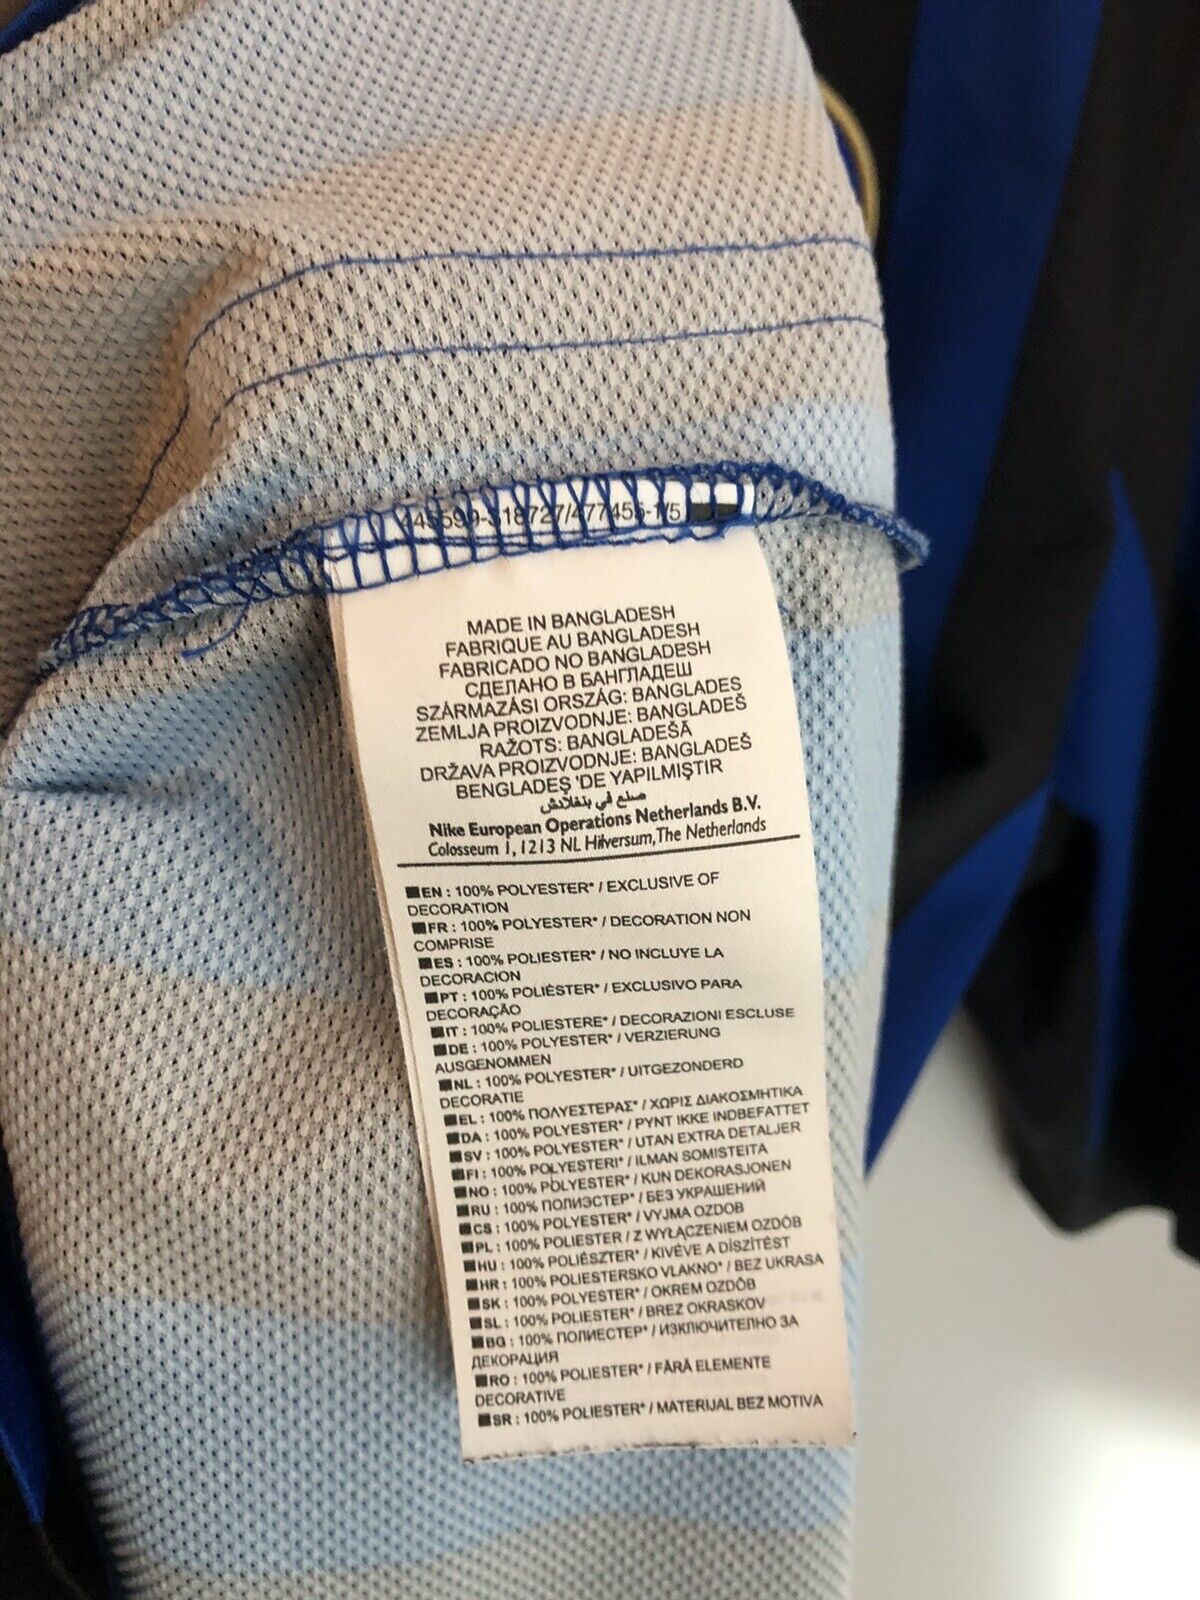 445599-318727/477455-1/5
MADE IN BANGLADESH
FABRIQUE AU BANGLADESH
FABRICADO NO BANGLADESH
СДЕЛАНО В БАНГЛАДЕШ
SZÁRMAZÁSI ORSZÁG: BANGLADES
ZEMLJA PROIZVODNJE: BANGLADEŠ
RAŽOTS: BANGLADEŠĀ
DRŽAVA PROIZVODNJE: BANGLADEŠ
BENGLADEŞ 'DE YAPILMIŞTIR
صنع في بنغلادش
Nike European Operations Netherlands B.V.
Colosseum 1, 1213 NL Hilversum, The Netherlands
EN : 100% POLYESTER* / EXCLUSIVE OF
DECORATION
FR : 100% POLYESTER* / DECORATION NON
COMPRISE
ES : 100% POLIESTER* / NO INCLUYE LA
DECORACION
PT : 100% POLIÉSTER* / EXCLUSIVO PARA
DECORAÇÃO
IT : 100% POLIESTERE* / DECORAZIONI ESCLUSE
DE : 100% POLYESTER* / VERZIERUNG
AUSGENOMMEN
NL : 100% POLYESTER* / UITGEZONDERD
DECORATIE
EL : 100% ΠΟΛΥΕΣΤΕΡΑΣ* / ΧΩΡΙΣ ΔΙΑΚΟΣΜΗΤΙΚΑ
DA : 100% POLYESTER* / PYNT IKKE INDBEFATTET
SV : 100% POLYESTER* / UTAN EXTRA DETALJER
FI : 100% POLYESTERI* / ILMAN SOMISTEITA
NO : 100% POLYESTER* / KUN DEKORASJONEN
RU : 100% ПОЛИЭСТЕР* / БЕЗ УКРАШЕНИЙ
CS : 100% POLYESTER* / VYJMA OZDOB
PL : 100% POLIESTER / Z WYŁĄCZENIEM OZDÓB
HU : 100% POLIÉSZTER* / KIVÉVE A DÍSZÍTÉST
HR : 100% POLIESTERSKO VLAKNO* / BEZ UKRASA
SK : 100% POLYESTER* / OKREM OZDÔB
SL : 100% POLIESTER* / BREZ OKRASKOV
BG : 100% ПОЛИЕСТЕР* / ИЗКЛЮЧИТЕЛНО ЗА
ДЕКОРАЦИЯ
RO : 100% POLIESTER* / FĂRĂ ELEMENTE
DECORATIVE
SR : 100% POLIESTER* / MATERIJAL BEZ MOTIVA